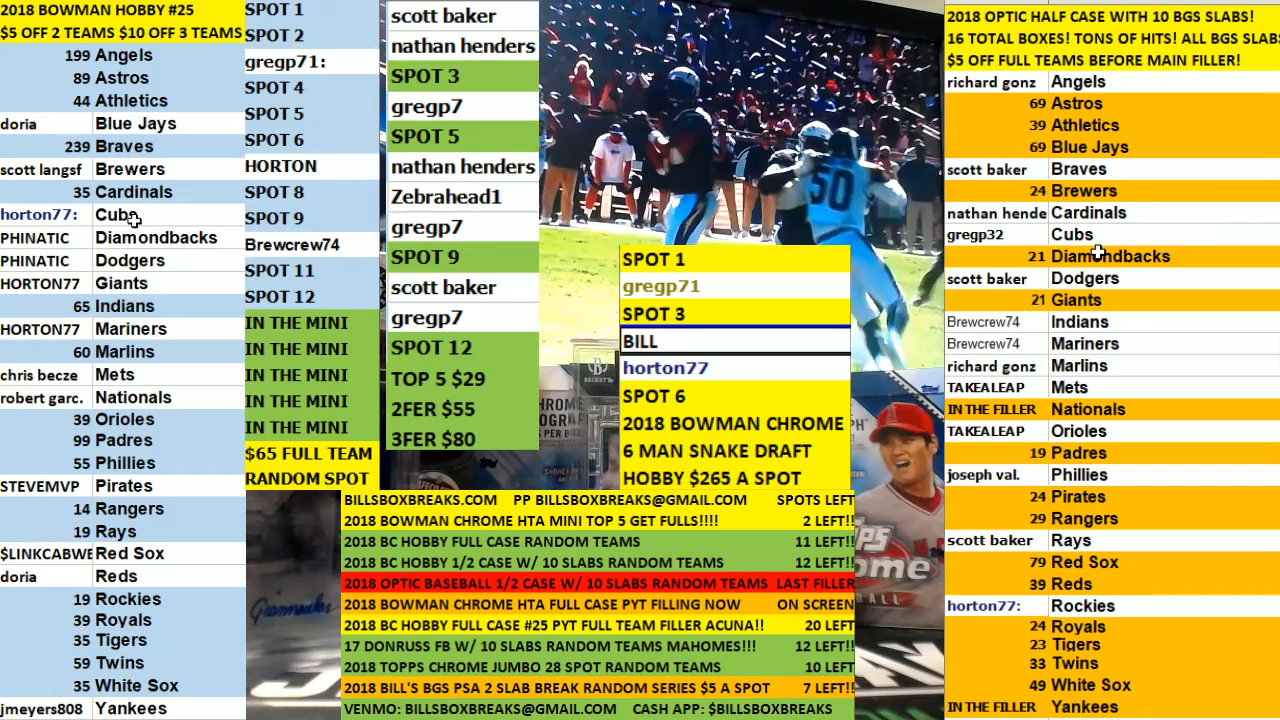 2018 BOWMAN HOBBY #25
$5 OFF 2 TEAMS $10 OFF 3 TEAMS
199 Angels
89 Astros
44 Athletics
doria Blue Jays
239 Braves
scott langsf Brewers
35 Cardinals
horton77: Cubs
PHINATIC Diamondbacks
PHINATIC Dodgers
HORTON77 Giants
65 Indians
HORTON77 Mariners
60 Marlins
chris becze Mets
robert garc. Nationals
39 Orioles
99 Padres
55 Phillies
STEVEMVP Pirates
14 Rangers
19 Rays
$LINKCABWE Red Sox
doria Reds
19 Rockies
39 Royals
35 Tigers
59 Twins
35 White Sox
jmeyers808 Yankees
SPOT 1
SPOT 2
gregp71:
SPOT 4
SPOT 5
SPOT 6
HORTON
SPOT 8
SPOT 9
Brewcrew74
SPOT 11
SPOT 12
IN THE MINI
IN THE MINI
IN THE MINI
IN THE MINI
IN THE MINI
$65 FULL TEAM
RANDOM SPOT
scott baker
nathan henders
SPOT 3
gregp7
SPOT 5
nathan henders
Zebrahead1
gregp7
SPOT 9
scott baker
gregp7
SPOT 12
TOP 5 $29
2FER $55
3FER $80
50
SPOT 1
gregp71
SPOT 3
BILL
horton77
SPOT 6
2018 BOWMAN CHROME
6 MAN SNAKE DRAFT
HOBBY $265 A SPOT
BILLSBOXBREAKS.COM PP BILLSBOXBREAKS@GMAIL.COM SPOTS LEFT
2018 BOWMAN CHROME HTA MINI TOP 5 GET FULLS!!!! 2 LEFT!!
2018 BC HOBBY FULL CASE RANDOM TEAMS 11 LEFT!!
2018 BC HOBBY 1/2 CASE W/ 10 SLABS RANDOM TEAMS 12 LEFT!!
2018 OPTIC BASEBALL 1/2 CASE W/ 10 SLABS RANDOM TEAMS LAST FILLER
2018 BOWMAN CHROME HTA FULL CASE PYT FILLING NOW ON SCREEN
2018 BC HOBBY FULL CASE #25 PYT FULL TEAM FILLER ACUNA!! 20 LEFT
17 DONRUSS FB W/ 10 SLABS RANDOM TEAMS MAHOMES!!! 12 LEFT!!
2018 TOPPS CHROME JUMBO 28 SPOT RANDOM TEAMS 10 LEFT
2018 BILL'S BGS PSA 2 SLAB BREAK RANDOM SERIES $5 A SPOT 7 LEFT!!
VENMO: BILLSBOXBREAKS@GMAIL.COM CASH APP: $BILLSBOXBREAKS
2018 OPTIC HALF CASE WITH 10 BGS SLABS!
16 TOTAL BOXES! TONS OF HITS! ALL BGS SLABS
$5 OFF FULL TEAMS BEFORE MAIN FILLER!
richard gonz Angels
69 Astros
39 Athletics
69 Blue Jays
scott baker Braves
24 Brewers
nathan hende Cardinals
gregp32 Cubs
21 Diamondbacks
scott baker Dodgers
21 Giants
Brewcrew74 Indians
Brewcrew74 Mariners
richard gonz Marlins
TAKEALEAP Mets
IN THE FILLER Nationals
TAKEALEAP Orioles
19 Padres
joseph val. Phillies
24 Pirates
29 Rangers
scott baker Rays
79 Red Sox
39 Reds
horton77: Rockies
24 Royals
23 Tigers
33 Twins
49 White Sox
IN THE FILLER Yankees